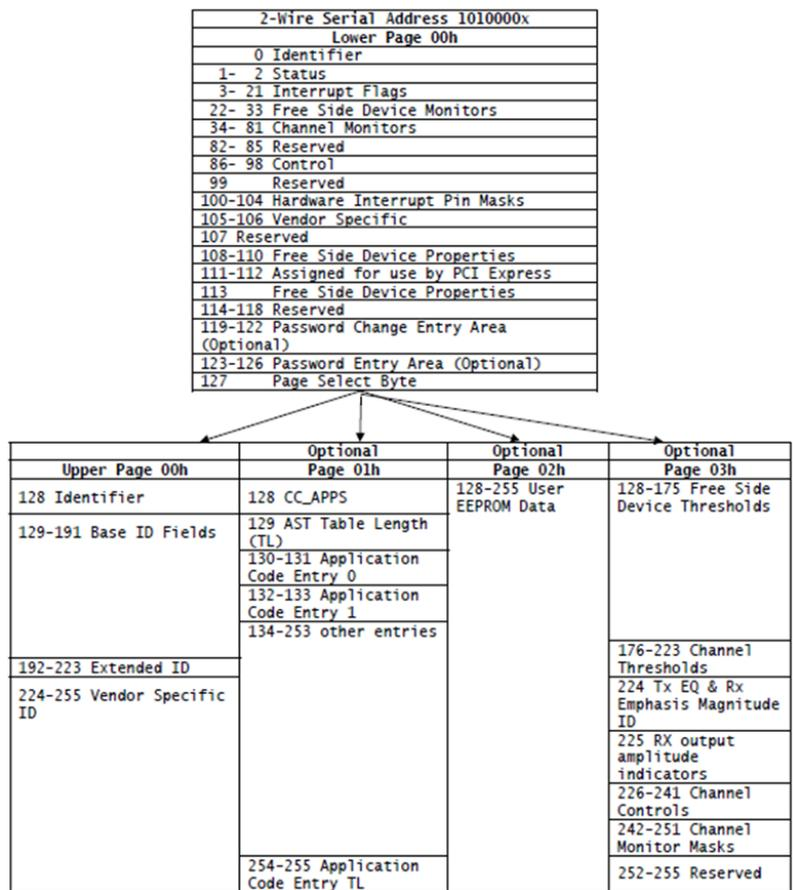 2-Wire Serial Address 1010000x
Lower Page 00h
0 Identifier
1- 2 Status
3- 21 Interrupt Flags
22- 33 Free Side Device Monitors
34- 81 Channel Monitors
82- 85 Reserved
86- 98 Control
99 Reserved
100-104 Hardware Interrupt Pin Masks
105-106 Vendor Specific
107 Reserved
108-110 Free Side Device Properties
111-112 Assigned for use by PCI Express
113 Free Side Device Properties
114-118 Reserved
119-122 Password Change Entry Area
(Optional)
123-126 Password Entry Area (Optional)
127 Page Select Byte
Upper Page 00h
128 Identifier
129-191 Base ID Fields
192-223 Extended ID
224-255 Vendor Specific
ID
Optional
Page 01h
128 CC_APPS
129 AST Table Length
(TL)
130-131 Application
Code Entry 0
132-133 Application
Code Entry 1
134-253 other entries
254-255 Application
Code Entry TL
Optional
Page 02h
128-255 User
EEPROM Data
Optional
Page 03h
128-175 Free Side
Device Thresholds
176-223 Channel
Thresholds
224 Tx EQ & Rx
Emphasis Magnitude
ID
225 RX output
amplitude
indicators
226-241 Channel
Controls
242-251 Channel
Monitor Masks
252-255 Reserved